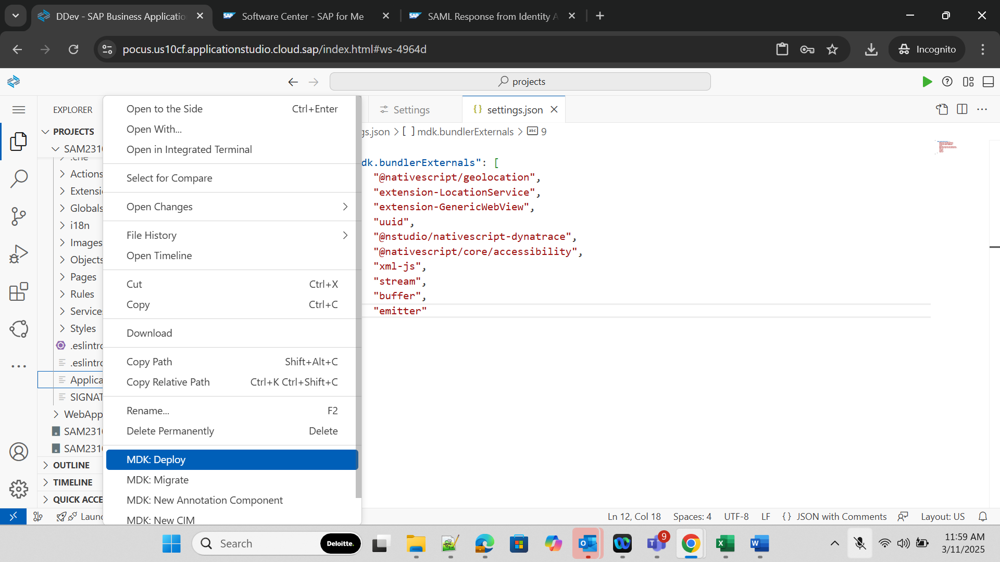 DDev - SAP Business Applicatio
Software Center - SAP for Me
SAML Response from Identity A
pocus.us10cf.applicationstudio.cloud.sap/index.html#ws-4964d
Incognito
projects
EXPLORER
Settings
settings.json
PROJECTS
gs.json > [ ] mdk.bundlerExternals > abc 9
SAM231
.che
Actions
Extensi
Globals
i18n
Images
Objects
Pages
Rules
Services
Styles
.eslintrc
.eslintrc
Applica
SIGNAT
WebApp
SAM231
SAM231
OUTLINE
TIMELINE
QUICK ACCE
Open to the Side Ctrl+Enter
Open With...
Open in Integrated Terminal
Select for Compare
Open Changes
File History
Open Timeline
Cut Ctrl+X
Copy Ctrl+C
Download
Copy Path Shift+Alt+C
Copy Relative Path Ctrl+K Ctrl+Shift+C
Rename... F2
Delete Permanently Delete
MDK: Deploy
MDK: Migrate
MDK: New Annotation Component
MDK: New CIM
dk.bundlerExternals": [
"@nativescript/geolocation",
"extension-LocationService",
"extension-GenericWebView",
"uuid",
"@nstudio/nativescript-dynatrace",
"@nativescript/core/accessibility",
"xml-js",
"stream",
"buffer",
"emitter"
Launc
Ln 12, Col 18 Spaces: 4 UTF-8 LF {} JSON with Comments Layout: US
Search
Deloitte.
9
11:59 AM
3/11/2025